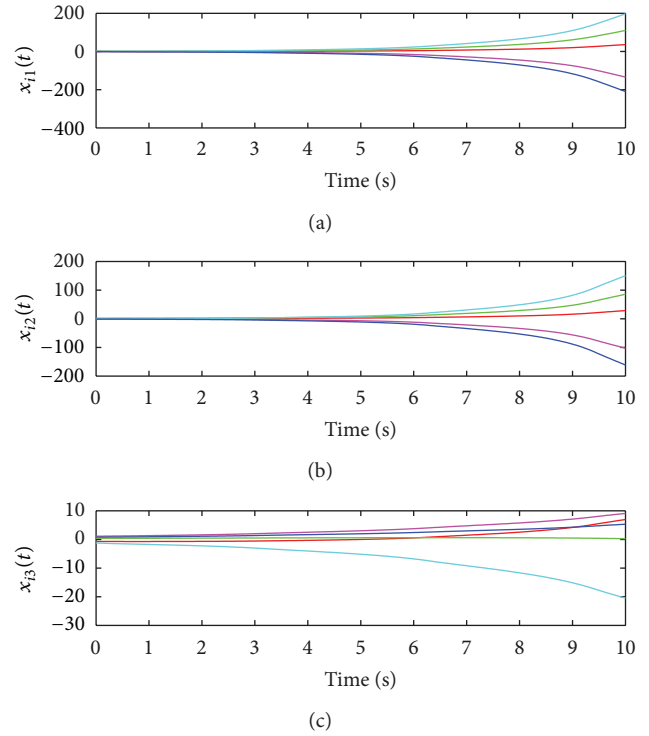 200
0
−200
−400
x_{i1}(t)
0 1 2 3 4 5 6 7 8 9 10
Time (s)
(a)
200
100
0
−100
−200
x_{i2}(t)
0 1 2 3 4 5 6 7 8 9 10
Time (s)
(b)
10
0
−10
−20
−30
x_{i3}(t)
0 1 2 3 4 5 6 7 8 9 10
Time (s)
(c)